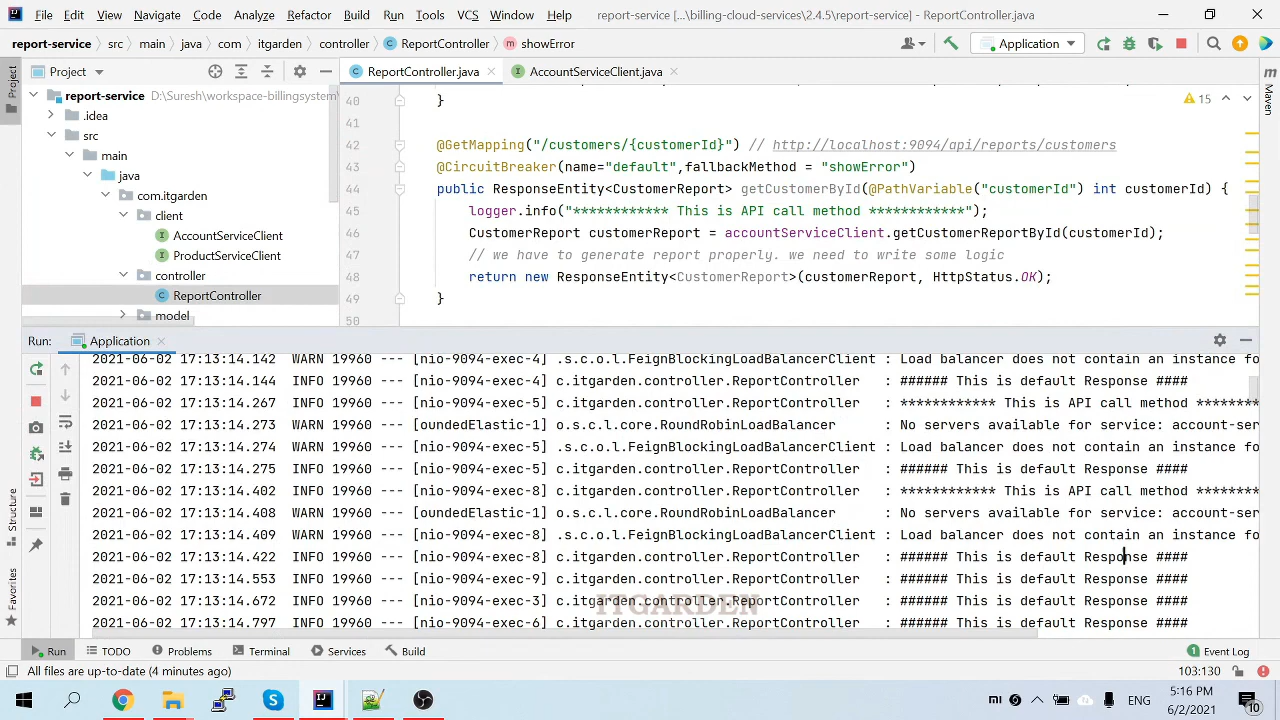 File Edit View Navigate Code Analyze Refactor Build Run Tools VCS Window Help report-service [...\billing-cloud-services\2.4.5\report-service] - ReportController.java
report-service src main java com itgarden controller ReportController showError Application
Project ReportController.java AccountServiceClient.java
Project
Maven
report-service D:\Suresh\workspace-billingsystem\
.idea
src
main
java
com.itgarden
client
AccountServiceClient
ProductServiceClient
controller
ReportController
model
15
40 }
41
42 @GetMapping("/customers/{customerId}") // http://localhost:9094/api/reports/customers
43 @CircuitBreaker(name="default",fallbackMethod = "showError")
44 public ResponseEntity<CustomerReport> getCustomerById(@PathVariable("customerId") int customerId) {
45 logger.info("************ This is API call method ************");
46 CustomerReport customerReport = accountServiceClient.getCustomerReportById(customerId);
47 // we have to generate report properly. we need to write some logic
48 return new ResponseEntity<CustomerReport>(customerReport, HttpStatus.OK);
49 }
50
Run: Application
2021-06-02 17:13:14.142 WARN 19960 --- [nio-9094-exec-4] .s.c.o.l.FeignBlockingLoadBalancerClient : Load balancer does not contain an instance fo
2021-06-02 17:13:14.144 INFO 19960 --- [nio-9094-exec-4] c.itgarden.controller.ReportController : ###### This is default Response ####
2021-06-02 17:13:14.267 INFO 19960 --- [nio-9094-exec-5] c.itgarden.controller.ReportController : ************ This is API call method ********
2021-06-02 17:13:14.273 WARN 19960 --- [oundedElastic-1] o.s.c.l.core.RoundRobinLoadBalancer : No servers available for service: account-ser
2021-06-02 17:13:14.274 WARN 19960 --- [nio-9094-exec-5] .s.c.o.l.FeignBlockingLoadBalancerClient : Load balancer does not contain an instance fo
2021-06-02 17:13:14.275 INFO 19960 --- [nio-9094-exec-5] c.itgarden.controller.ReportController : ###### This is default Response ####
2021-06-02 17:13:14.402 INFO 19960 --- [nio-9094-exec-8] c.itgarden.controller.ReportController : ************ This is API call method ********
2021-06-02 17:13:14.408 WARN 19960 --- [oundedElastic-1] o.s.c.l.core.RoundRobinLoadBalancer : No servers available for service: account-ser
2021-06-02 17:13:14.409 WARN 19960 --- [nio-9094-exec-8] .s.c.o.l.FeignBlockingLoadBalancerClient : Load balancer does not contain an instance fo
2021-06-02 17:13:14.422 INFO 19960 --- [nio-9094-exec-8] c.itgarden.controller.ReportController : ###### This is default Response ####
2021-06-02 17:13:14.553 INFO 19960 --- [nio-9094-exec-9] c.itgarden.controller.ReportController : ###### This is default Response ####
2021-06-02 17:13:14.672 INFO 19960 --- [nio-9094-exec-3] c.itgarden.controller.ReportController : ###### This is default Response ####
2021-06-02 17:13:14.797 INFO 19960 --- [nio-9094-exec-6] c.itgarden.controller.ReportController : ###### This is default Response ####
ITGARDEN
Structure
Favorites
Run TODO Problems Terminal Services Build 1 Event Log
All files are up-to-date (4 minutes ago) 103:130
ENG 5:16 PM
6/2/2021
10